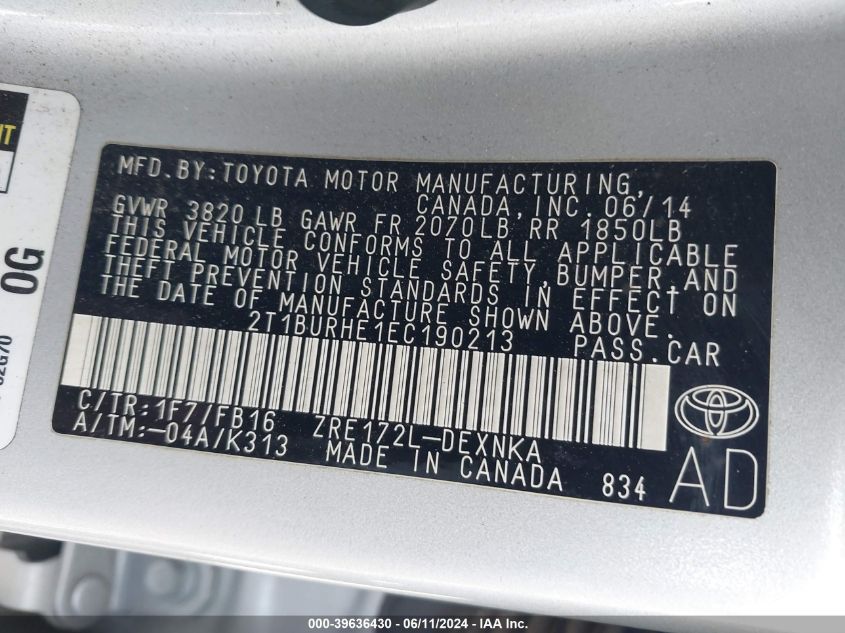 MFD.BY:TOYOTA MOTOR MANUFACTURING,
CANADA, INC. 06/14
GVWR 3820 LB GAWR FR 2070LB RR 1850LB
THIS VEHICLE CONFORMS TO ALL APPLICABLE
FEDERAL MOTOR VEHICLE SAFETY, BUMPER, AND
THEFT PREVENTION STANDARDS IN EFFECT ON
THE DATE OF MANUFACTURE SHOWN ABOVE.
2T1BURHE1EC190213 PASS.CAR
C/TR:1F7/FB16 ZRE172L-DEXNKA
A/TM:-04A/K313 MADE IN CANADA 834 AD
OG
02G70
000-39636430 - 06/11/2024 - IAA Inc.